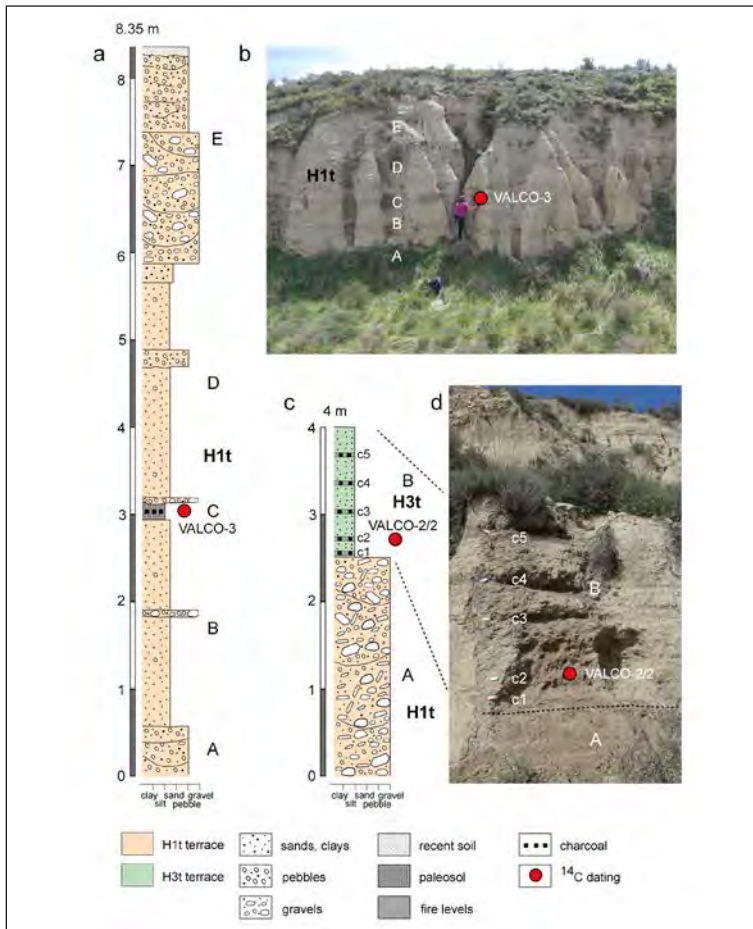 8.35 m
a
8
7
6
5
4
3
2
1
0
E
D
H1t
C
VALCO-3
B
A
clay
silt
sand
pebble
gravel
b
E
D
H1t
C
B
A
VALCO-3
c
4 m
4
3
2
1
0
c5
c4
c3
c2
c1
B
H3t
VALCO-2/2
A
H1t
clay
silt
sand
pebble
gravel
d
c5
c4
B
c3
c2
VALCO-2/2
c1
A
H1t terrace
sands, clays
recent soil
charcoal
H3t terrace
pebbles
paleosol
14C dating
gravels
fire levels